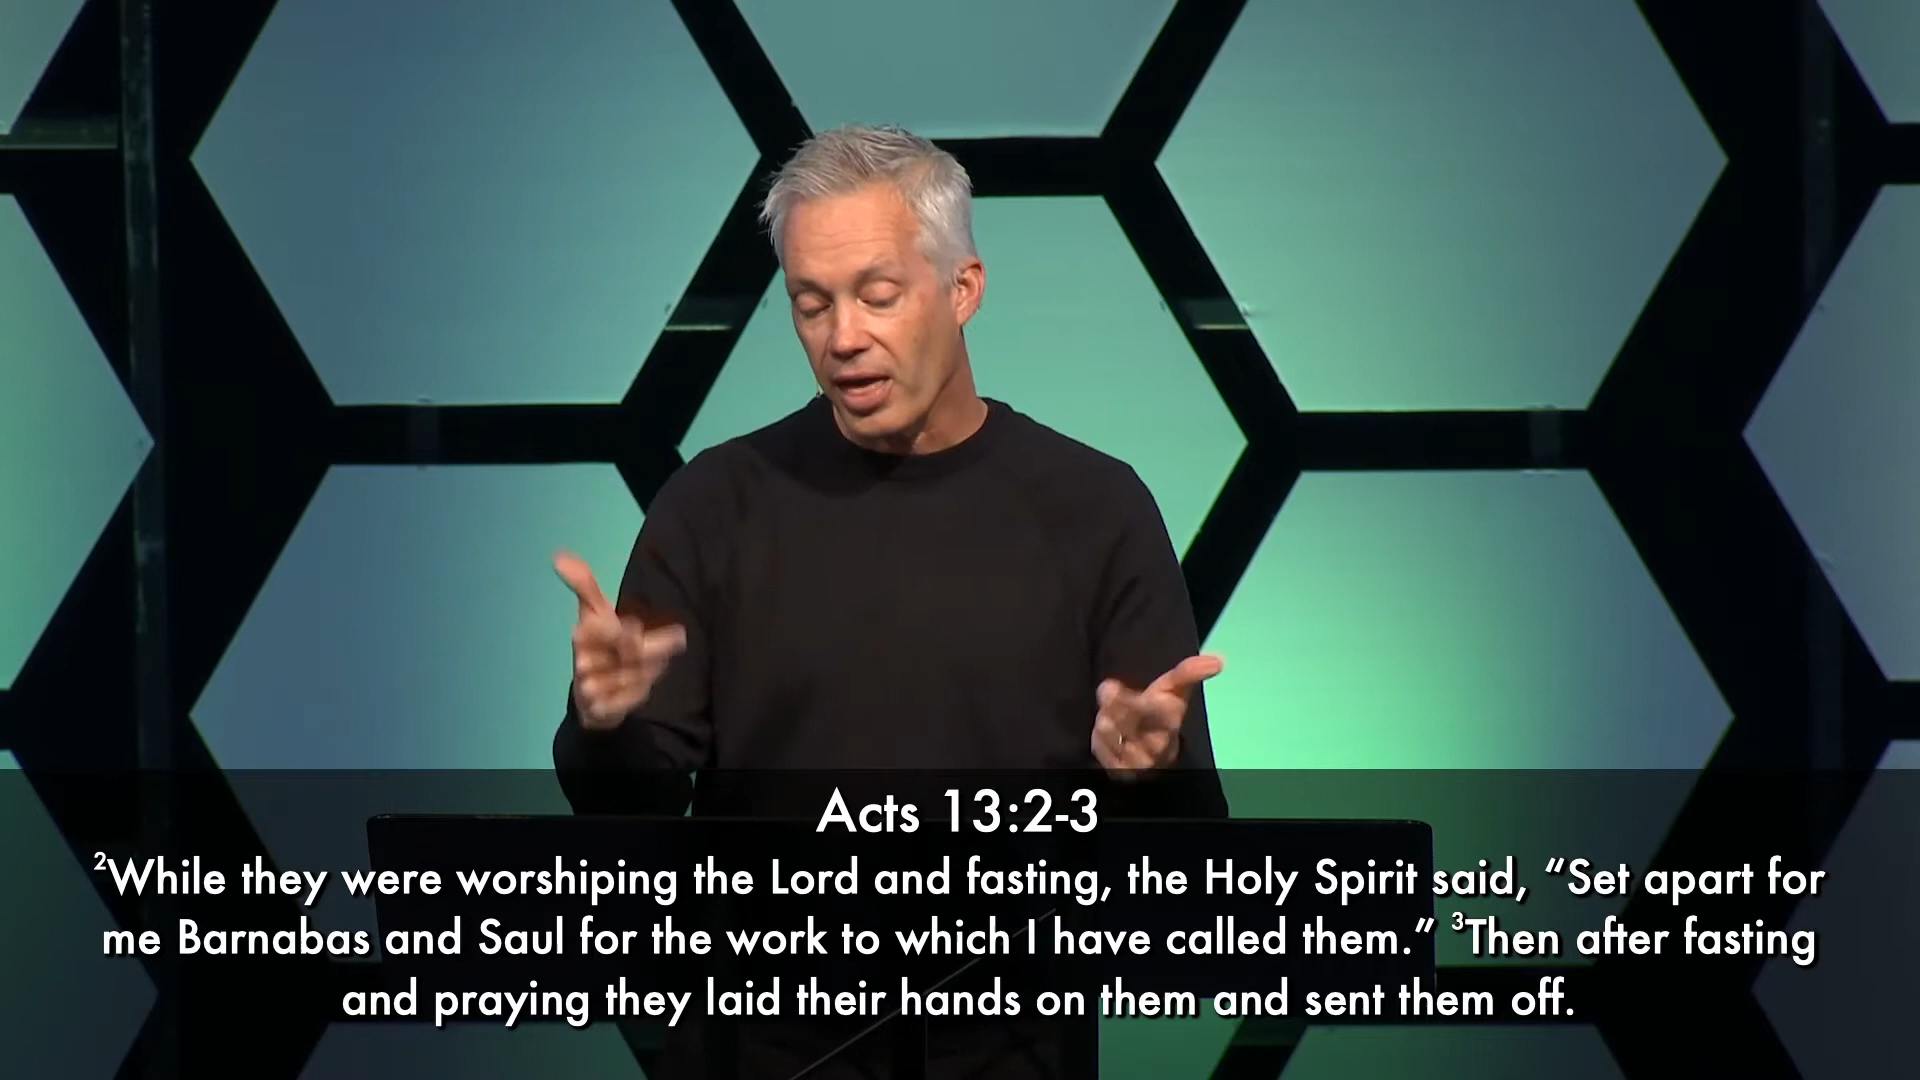 Acts 13:2-3
²While they were worshiping the Lord and fasting, the Holy Spirit said, “Set apart for
me Barnabas and Saul for the work to which I have called them.” ³Then after fasting
and praying they laid their hands on them and sent them off.